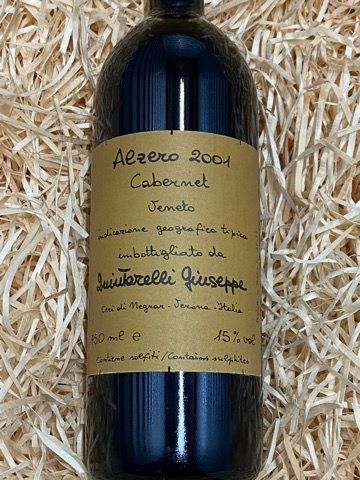 Alzero 2001
Cabernet
Veneto
indicazione geografica tipica
imbottigliato da
Quintarelli Giuseppe
Cerè di Negrar - Verona - Italia
750 ml e 15% vol
Contiene solfiti / Contains sulphites